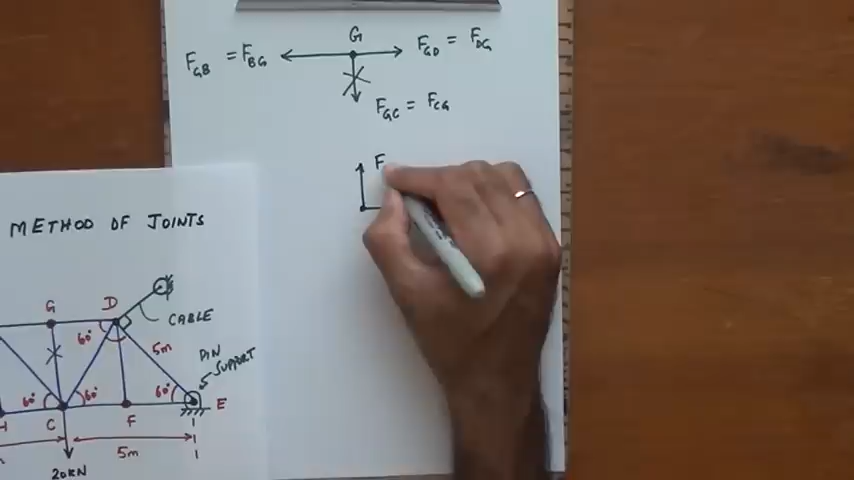 G
F_GB = F_BG
F_GD = F_DG
F_GC = F_CG
F
METHOD OF JOINTS
G
D
CABLE
60°
5m
PIN
SUPPORT
60°
60°
60°
H
C
F
E
5m
20KN